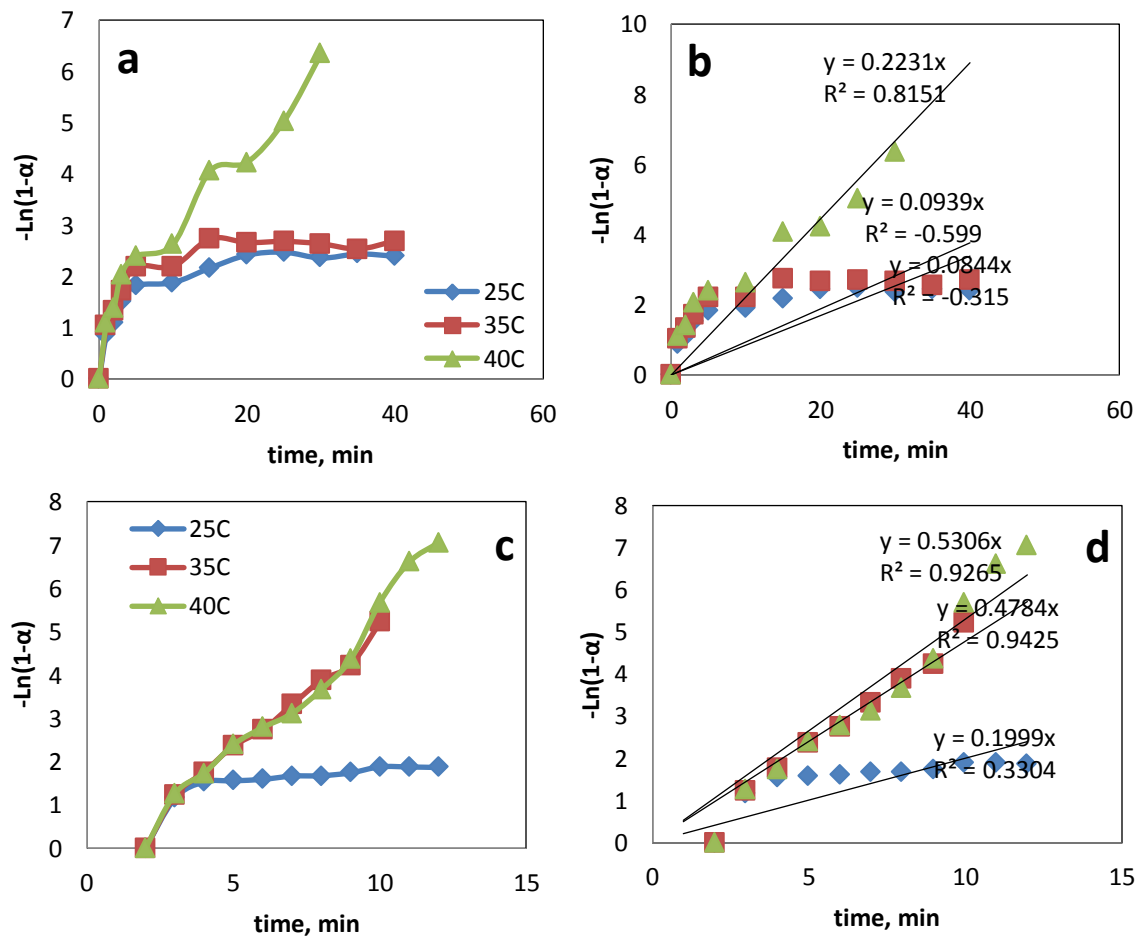 a
-Ln(1-α)
7
6
5
4
3
2
1
0
0
20
40
60
time, min
25C
35C
40C
b
-Ln(1-α)
10
8
6
4
2
0
0
20
40
60
time, min
y = 0.2231x
R² = 0.8151
y = 0.0939x
R² = -0.599
y = 0.0844x
R² = -0.315
c
-Ln(1-α)
8
7
6
5
4
3
2
1
0
0
5
10
15
time, min
25C
35C
40C
d
-Ln(1-α)
8
7
6
5
4
3
2
1
0
0
5
10
15
time, min
y = 0.5306x
R² = 0.9265
y = 0.4784x
R² = 0.9425
y = 0.1999x
R² = 0.3304